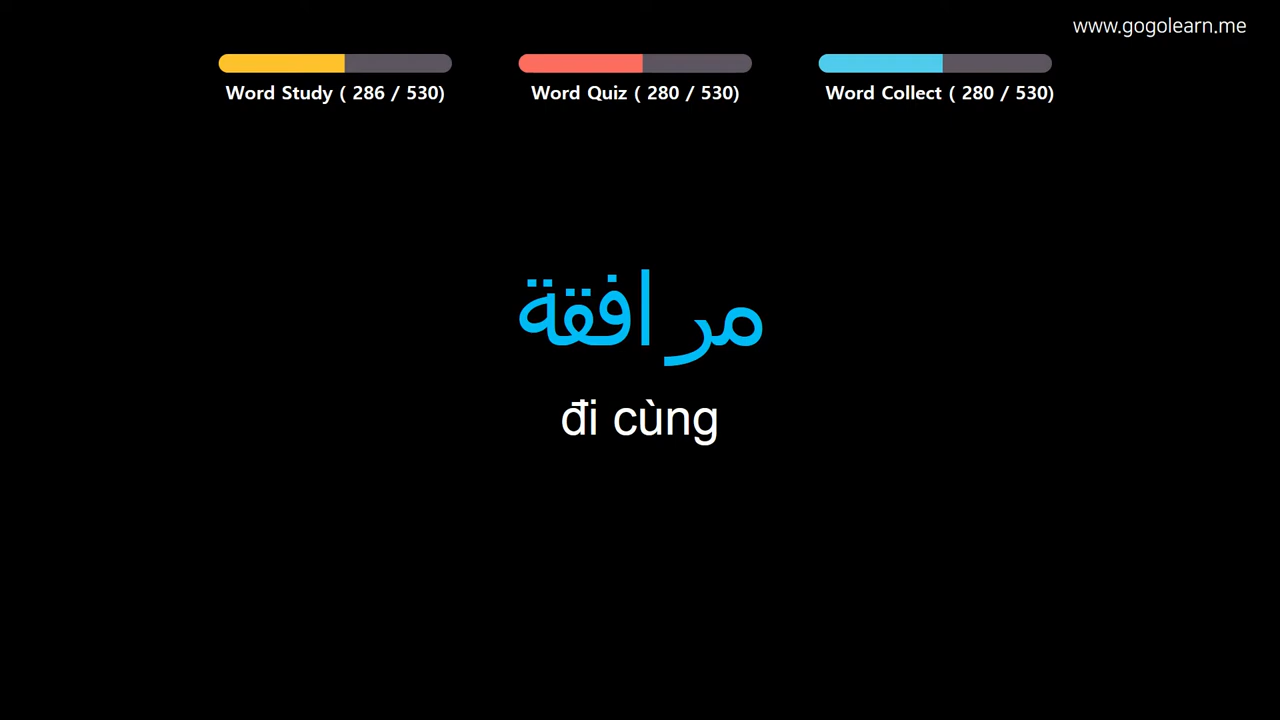 www.gogolearn.me
Word Study ( 286 / 530)
Word Quiz ( 280 / 530)
Word Collect ( 280 / 530)
مرافقة
đi cùng